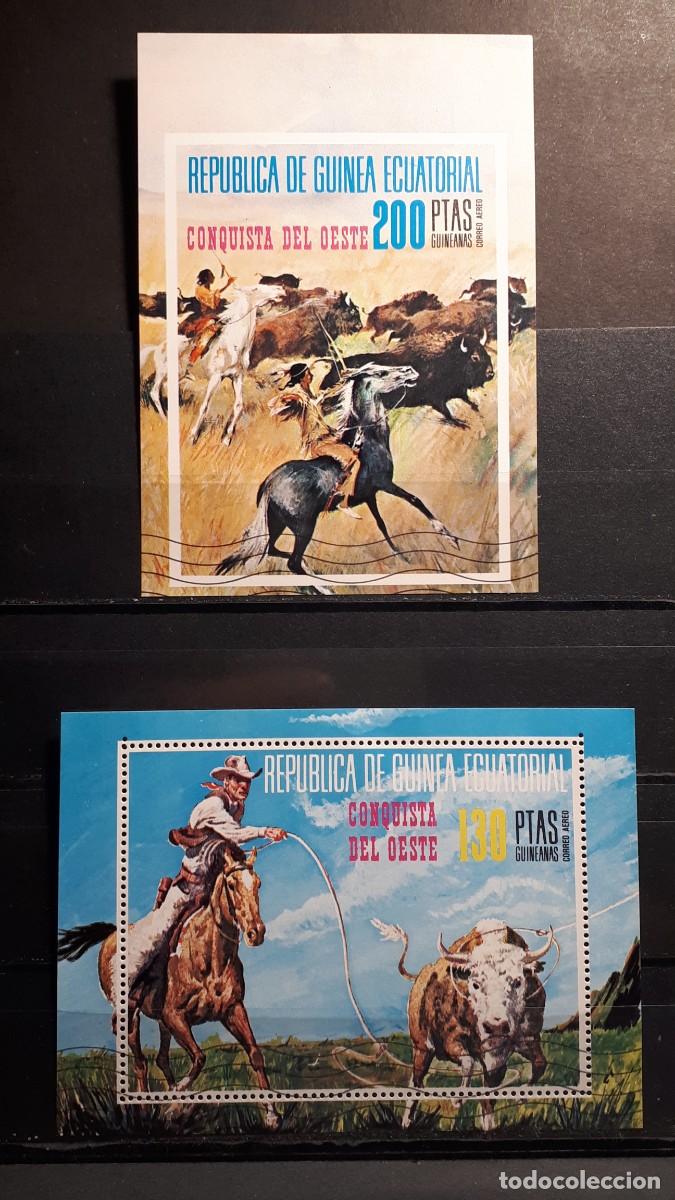 REPUBLICA DE GUINEA ECUATORIAL
CONQUISTA DEL OESTE 200 PTAS
GUINEANAS
CORREO AEREO
REPUBLICA DE GUINEA ECUATORIAL
CONQUISTA
DEL OESTE
130 PTAS
GUINEANAS
CORREO AEREO
todocoleccion